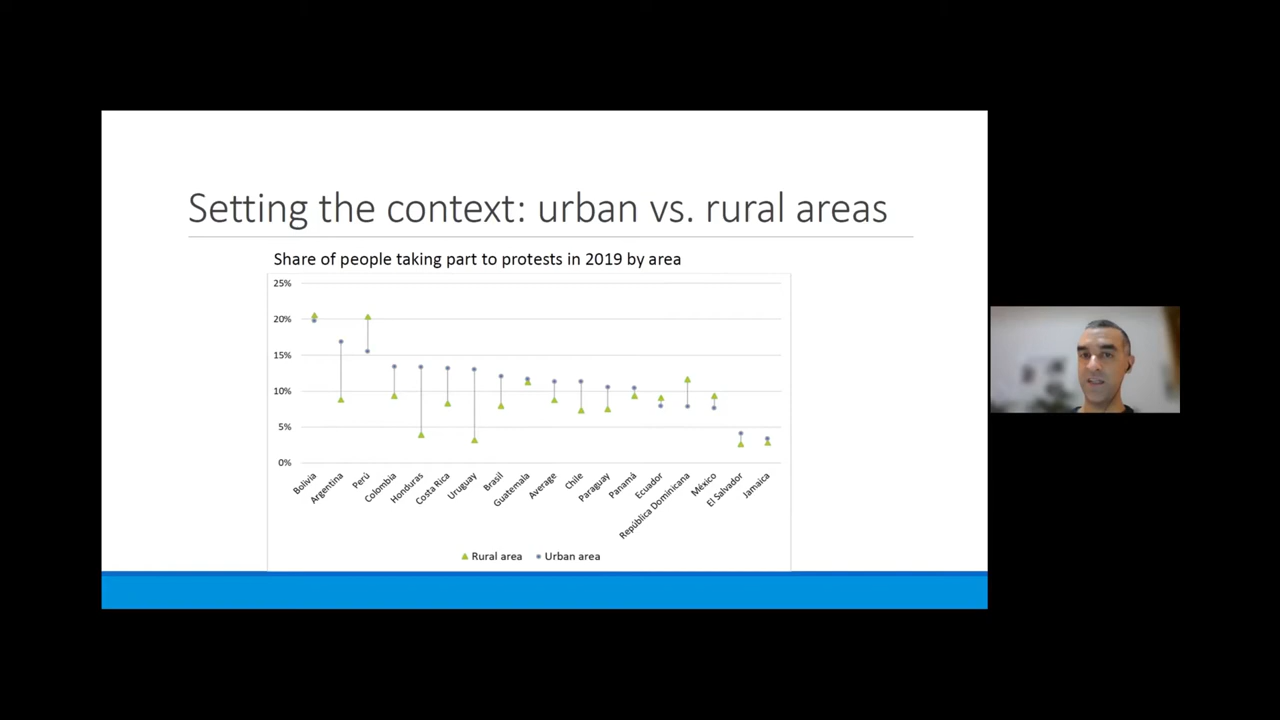 Setting the context: urban vs. rural areas
Share of people taking part to protests in 2019 by area
25%
20%
15%
10%
5%
0%
Bolivia
Argentina
Perú
Colombia
Honduras
Costa Rica
Uruguay
Brasil
Guatemala
Average
Chile
Paraguay
Panamá
Ecuador
República Dominicana
México
El Salvador
Jamaica
Rural area
Urban area